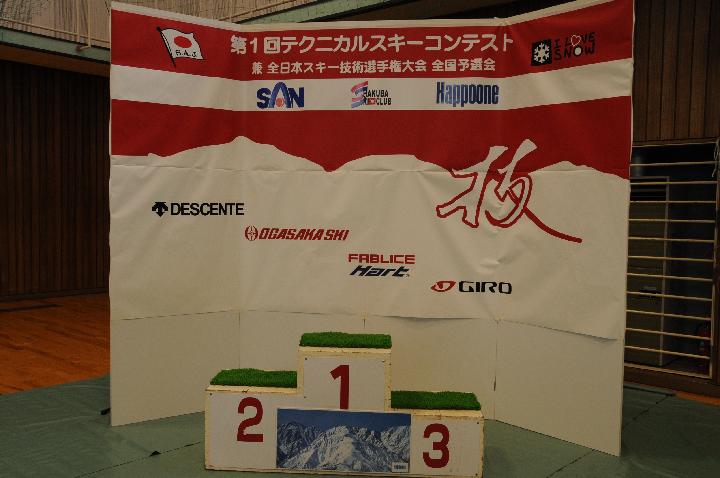 S.A.J.
第1回テクニカルスキーコンテスト
兼 全日本スキー技術選手権大会 全国予選会
I LOVE SNOW
SAN
HAKUBA CLUB
Happoone
技
DESCENTE
OGASAKA SKI
FABLICE
Hart
GIRO
1
2
3